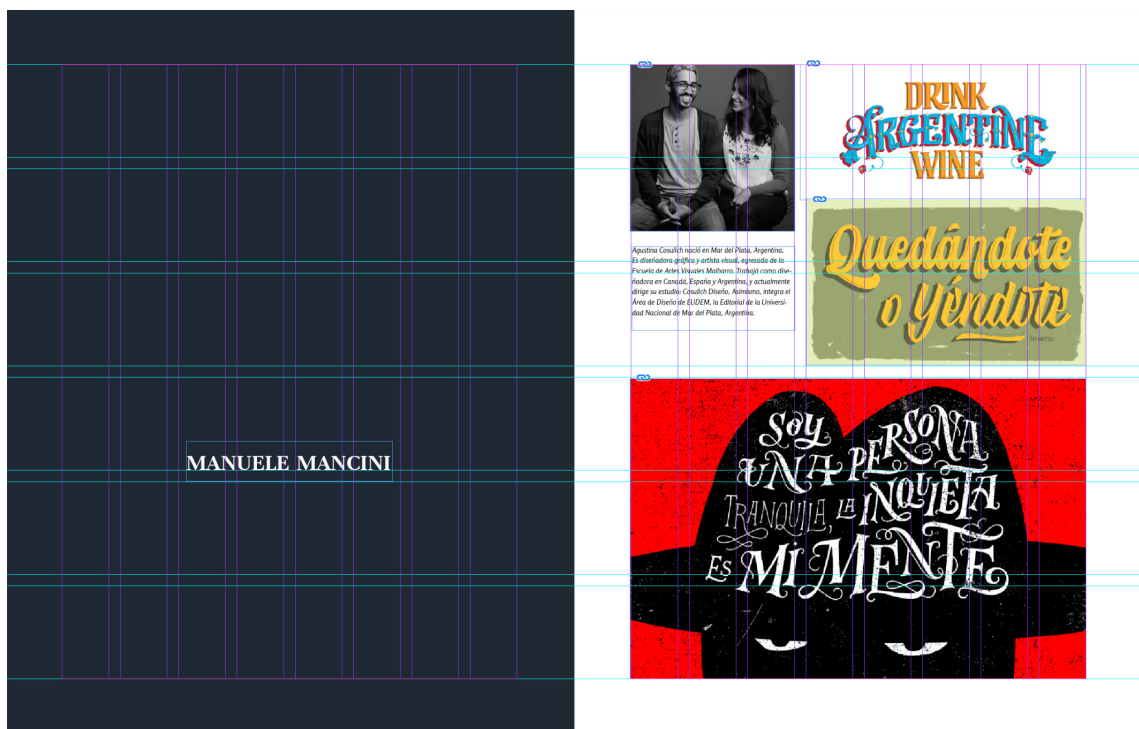 MANUELE MANCINI
DRINK
ARGENTINE
WINE
Agustina Cosulich nació en Mar del Plata, Argentina.
Es diseñadora gráfica y artista visual, egresada de la
Escuela de Artes Visuales Malharro. Trabajó como dise-
ñadora en Canadá, España y Argentina, y actualmente
dirige su estudio: Cosulich Diseño. Asimismo, integra el
Área de Diseño de EUDEM, la Editorial de la Universi-
dad Nacional de Mar del Plata, Argentina.
Quedándote
o Yéndote
SOY
UNA PERSONA
TRANQUILA, LA INQUIETA
Es MI MENTE